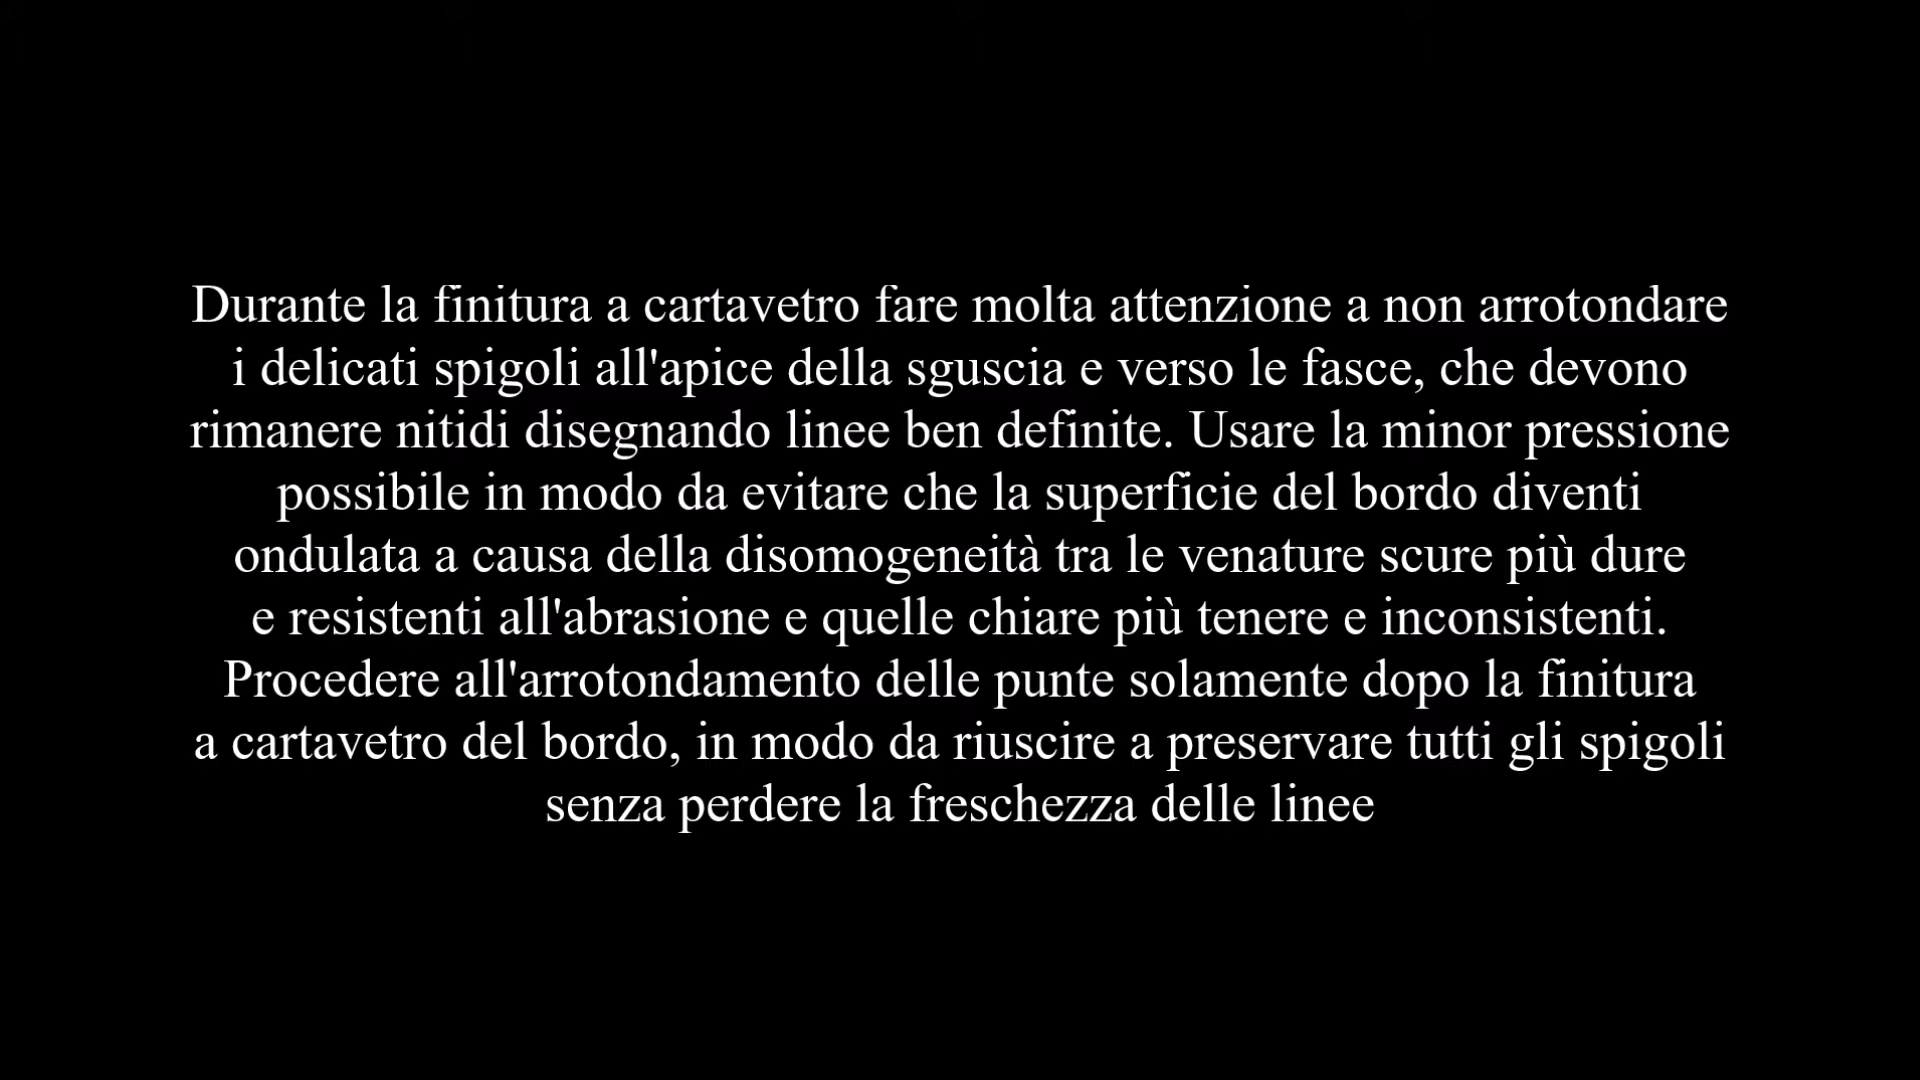 Durante la finitura a cartavetro fare molta attenzione a non arrotondare
i delicati spigoli all'apice della sguscia e verso le fasce, che devono
rimanere nitidi disegnando linee ben definite. Usare la minor pressione
possibile in modo da evitare che la superficie del bordo diventi
ondulata a causa della disomogeneità tra le venature scure più dure
e resistenti all'abrasione e quelle chiare più tenere e inconsistenti.
Procedere all'arrotondamento delle punte solamente dopo la finitura
a cartavetro del bordo, in modo da riuscire a preservare tutti gli spigoli
senza perdere la freschezza delle linee